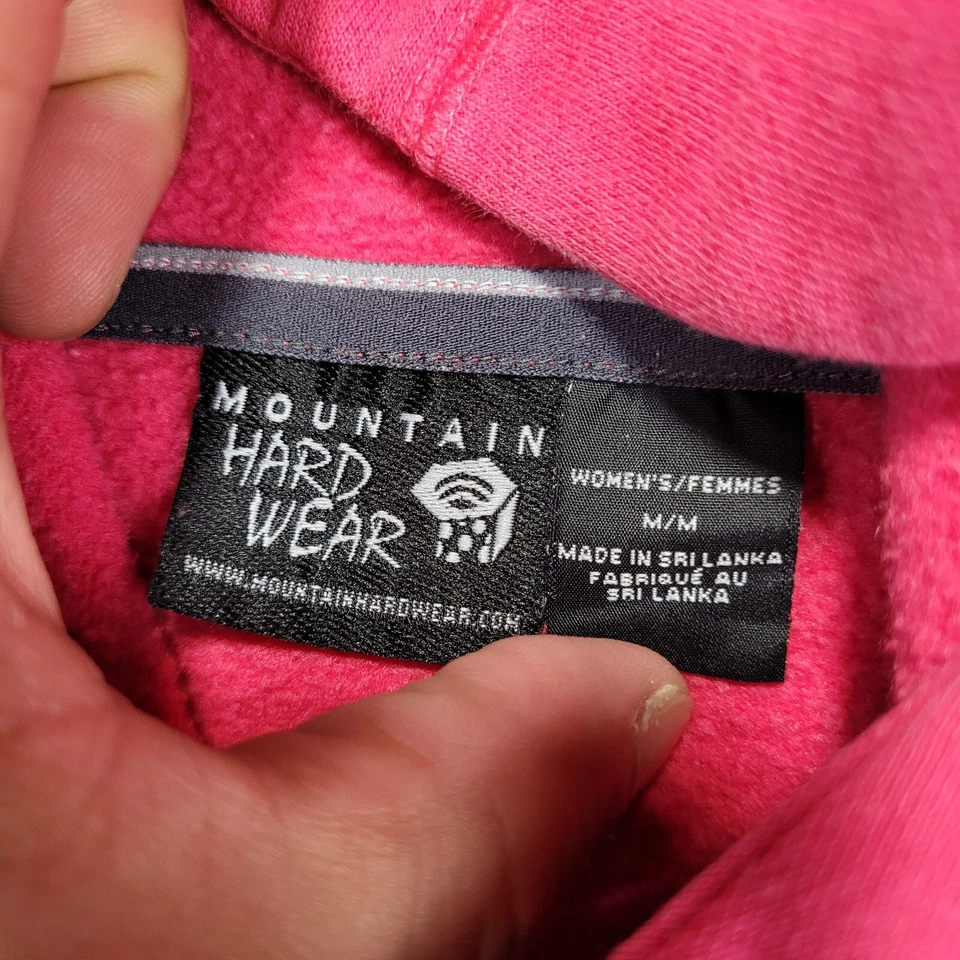 MOUNTAIN
HARD
WEAR
WWW.MOUNTAINHARDWEAR.COM
WOMEN'S/FEMMES
M/M
MADE IN SRI LANKA
FABRIQUÉ AU
SRI LANKA